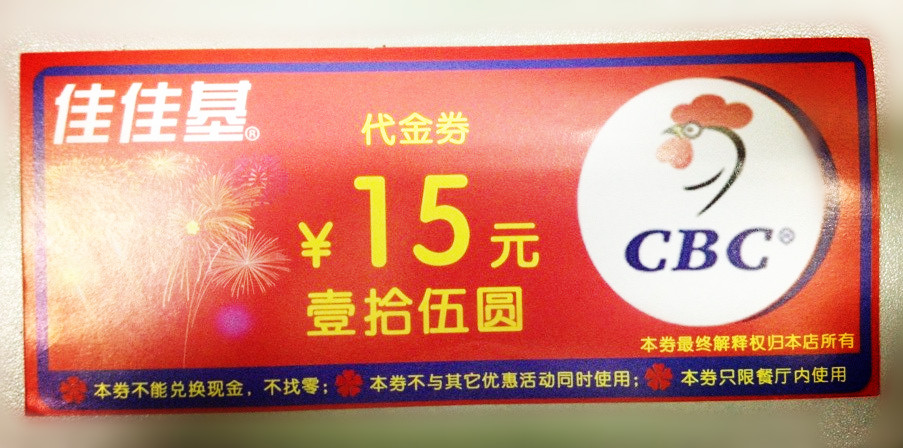 佳佳基®
代金券
¥15元
壹拾伍圆
CBC®
本券最终解释权归本店所有
本券不能兑换现金，不找零； 本券不与其它优惠活动同时使用； 本券只限餐厅内使用